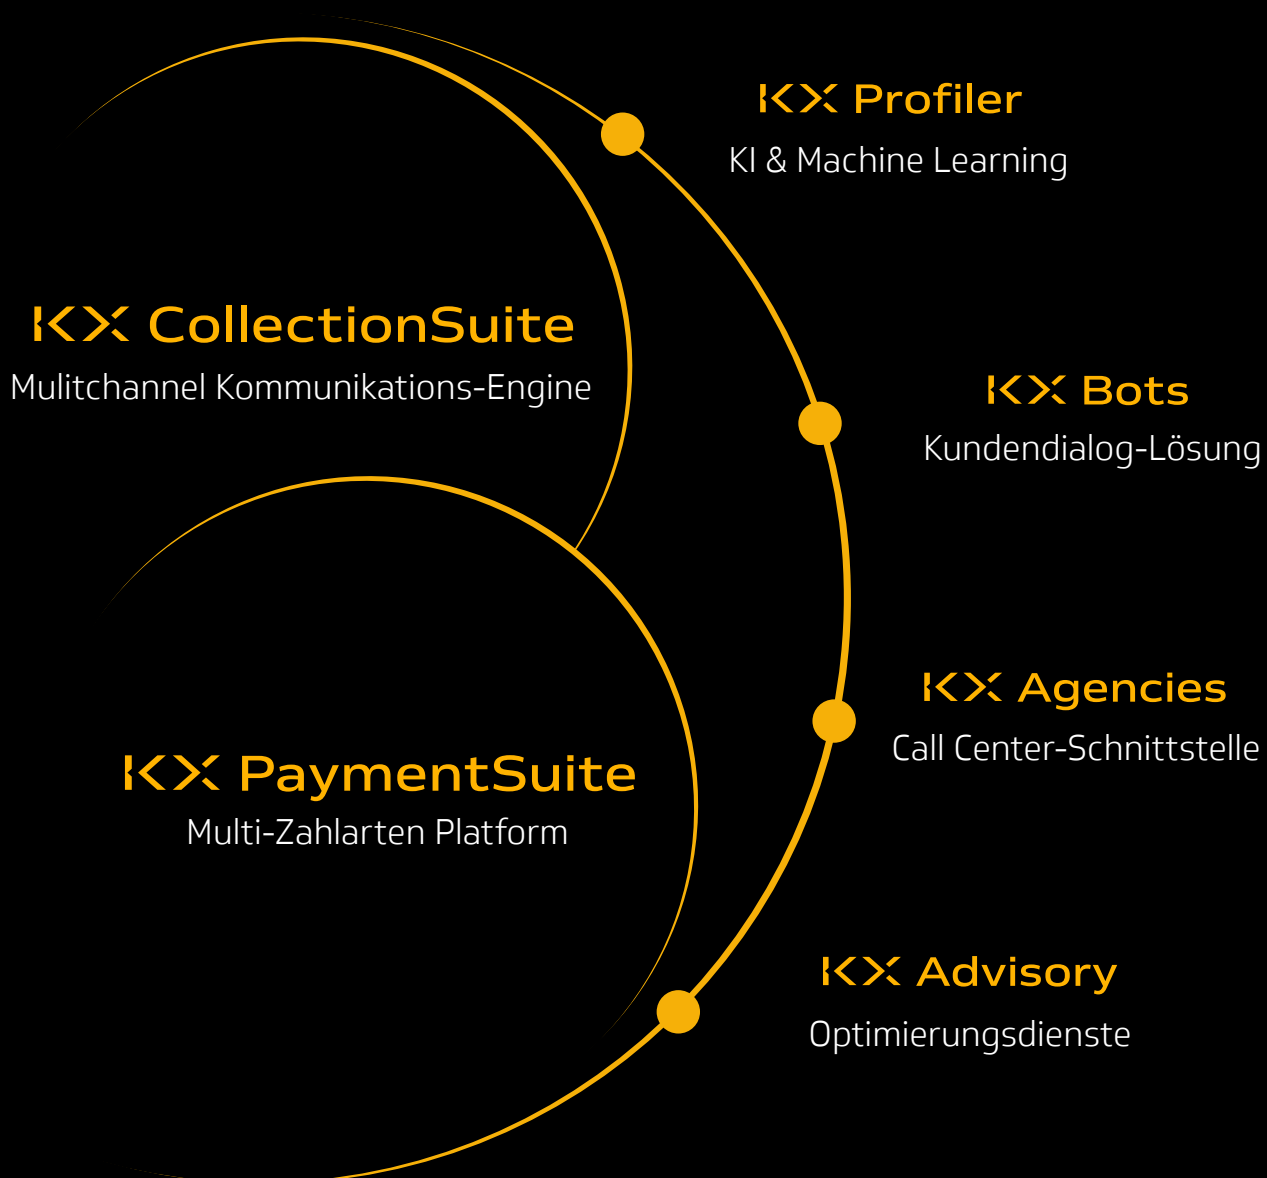 KX Profiler
KI & Machine Learning
KX CollectionSuite
Mulitchannel Kommunikations-Engine
KX Bots
Kundendialog-Lösung
KX Agencies
Call Center-Schnittstelle
KX PaymentSuite
Multi-Zahlarten Platform
KX Advisory
Optimierungsdienste